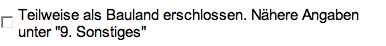 Teilweise als Bauland erschlossen. Nähere Angaben
unter "9. Sonstiges"